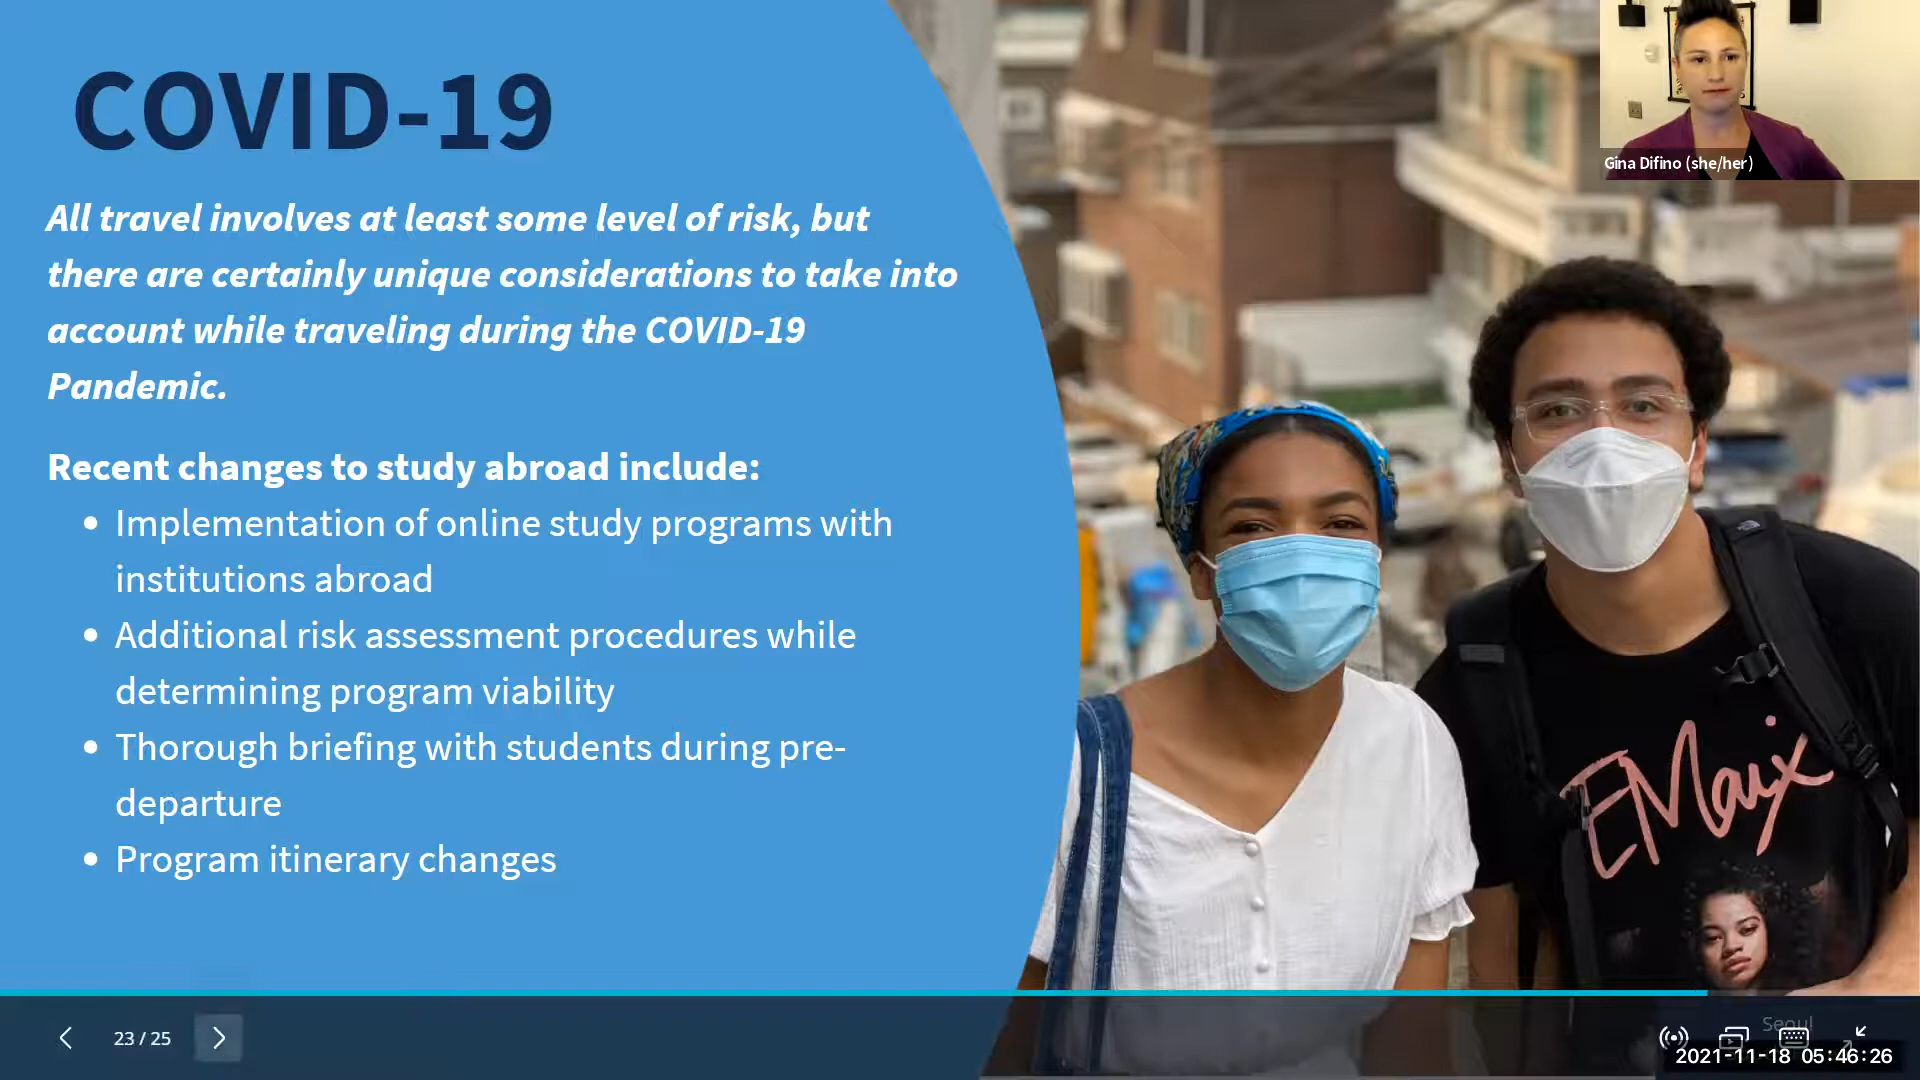 COVID-19
Gina Difino (she/her)
All travel involves at least some level of risk, but
there are certainly unique considerations to take into
account while traveling during the COVID-19
Pandemic.
Recent changes to study abroad include:
• Implementation of online study programs with
institutions abroad
• Additional risk assessment procedures while
determining program viability
• Thorough briefing with students during pre-
departure
• Program itinerary changes
EMaix
23 / 25
Seoul
2021-11-18 05:46:26